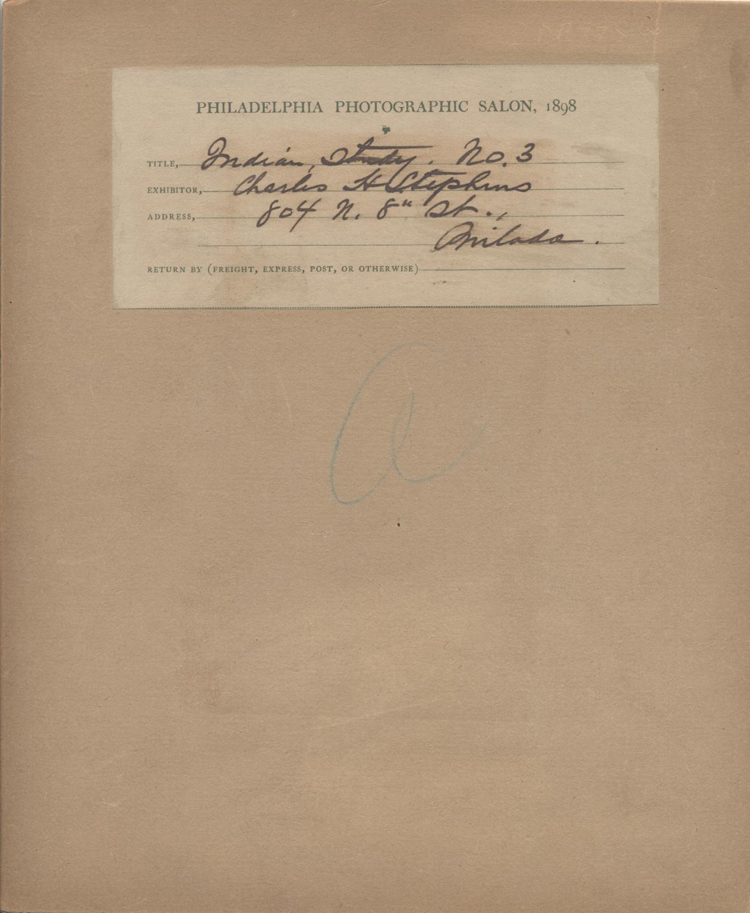 PHILADELPHIA PHOTOGRAPHIC SALON, 1898
TITLE, Indian, Study. No. 3
EXHIBITOR, Charles H Stephens
ADDRESS, 804 N. 8" St.,
Philada.
RETURN BY (FREIGHT, EXPRESS, POST, OR OTHERWISE)
a